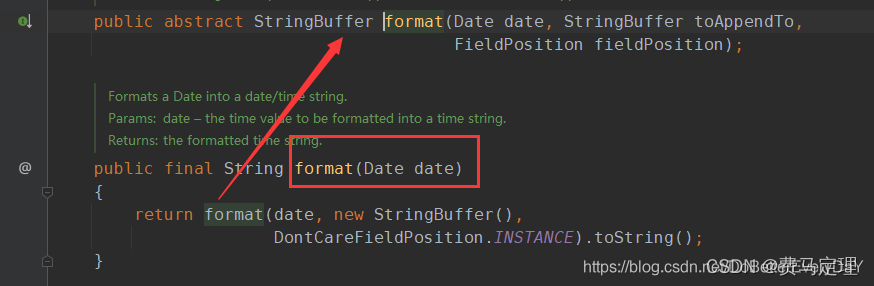 public abstract StringBuffer format(Date date, StringBuffer toAppendTo,
FieldPosition fieldPosition);
Formats a Date into a date/time string.
Params: date – the time value to be formatted into a time string.
Returns: the formatted time string.
public final String format(Date date)
{
return format(date, new StringBuffer(),
DontCareFieldPosition.INSTANCE).toString();
}
https://blog.csdn.net/DoBetterEveryDaY
CSDN @费马定理